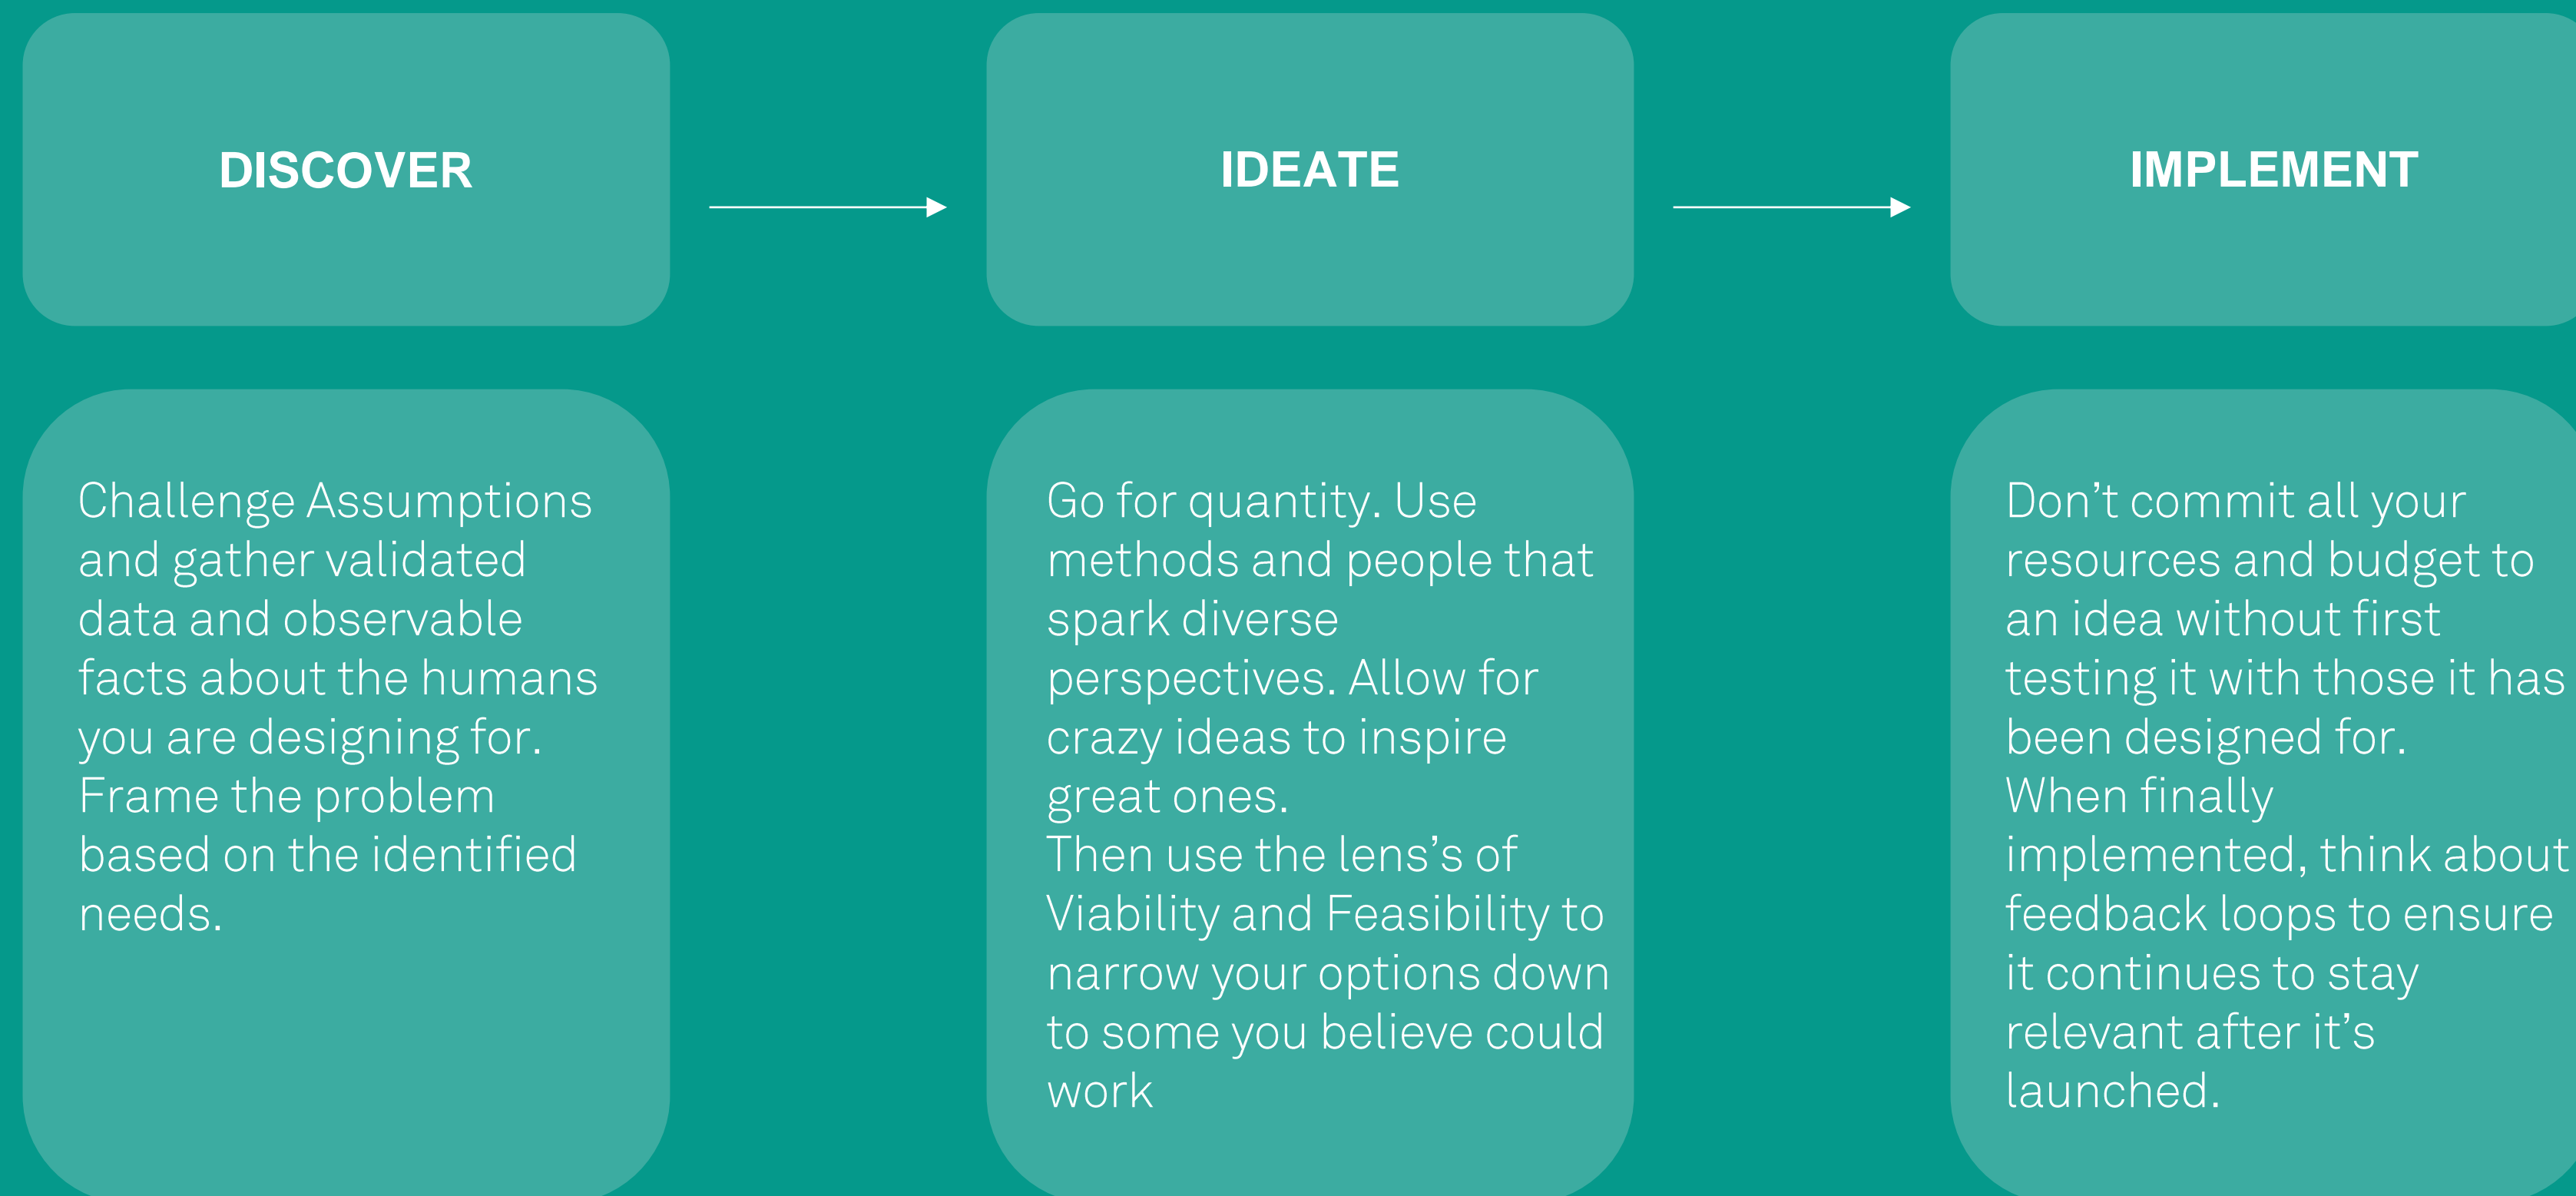 DISCOVER
IDEATE
IMPLEMENT
Challenge Assumptions
and gather validated
data and observable
facts about the humans
you are designing for.
Frame the problem
based on the identified
needs.
Go for quantity. Use
methods and people that
spark diverse
perspectives. Allow for
crazy ideas to inspire
great ones.
Then use the lens’s of
Viability and Feasibility to
narrow your options down
to some you believe could
work
Don’t commit all your
resources and budget to
an idea without first
testing it with those it has
been designed for.
When finally
implemented, think about
feedback loops to ensure
it continues to stay
relevant after it’s
launched.